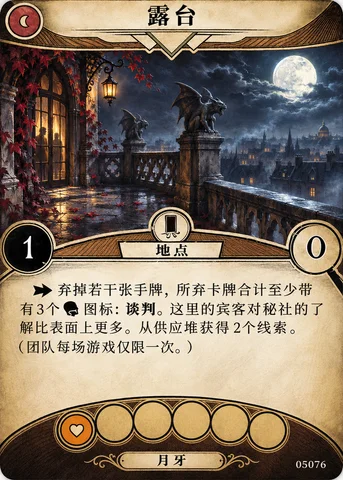 露台
1
地点
0
弃掉若干张手牌，所弃卡牌合计至少带
有3个图标：谈判。这里的宾客对秘社的了
解比表面上更多。从供应堆获得 2个线索。
（团队每场游戏仅限一次。）
月牙
05076